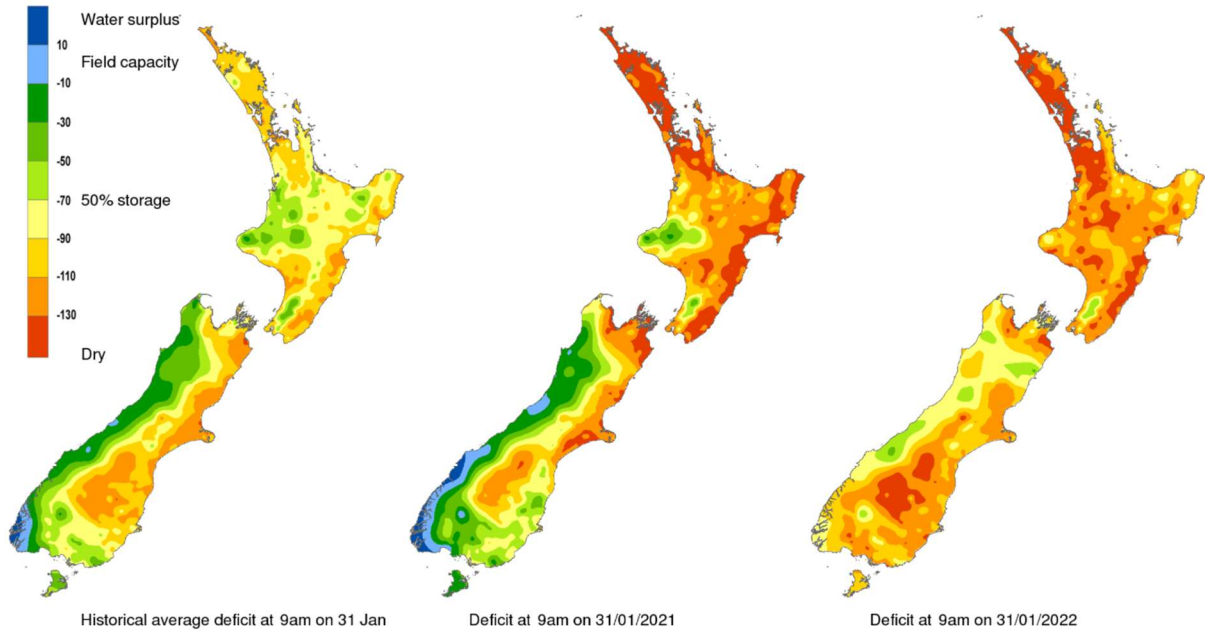 Water surplus
10
Field capacity
-10
-30
-50
-70
50% storage
-90
-110
-130
Dry
Historical average deficit at 9am on 31 Jan
Deficit at 9am on 31/01/2021
Deficit at 9am on 31/01/2022